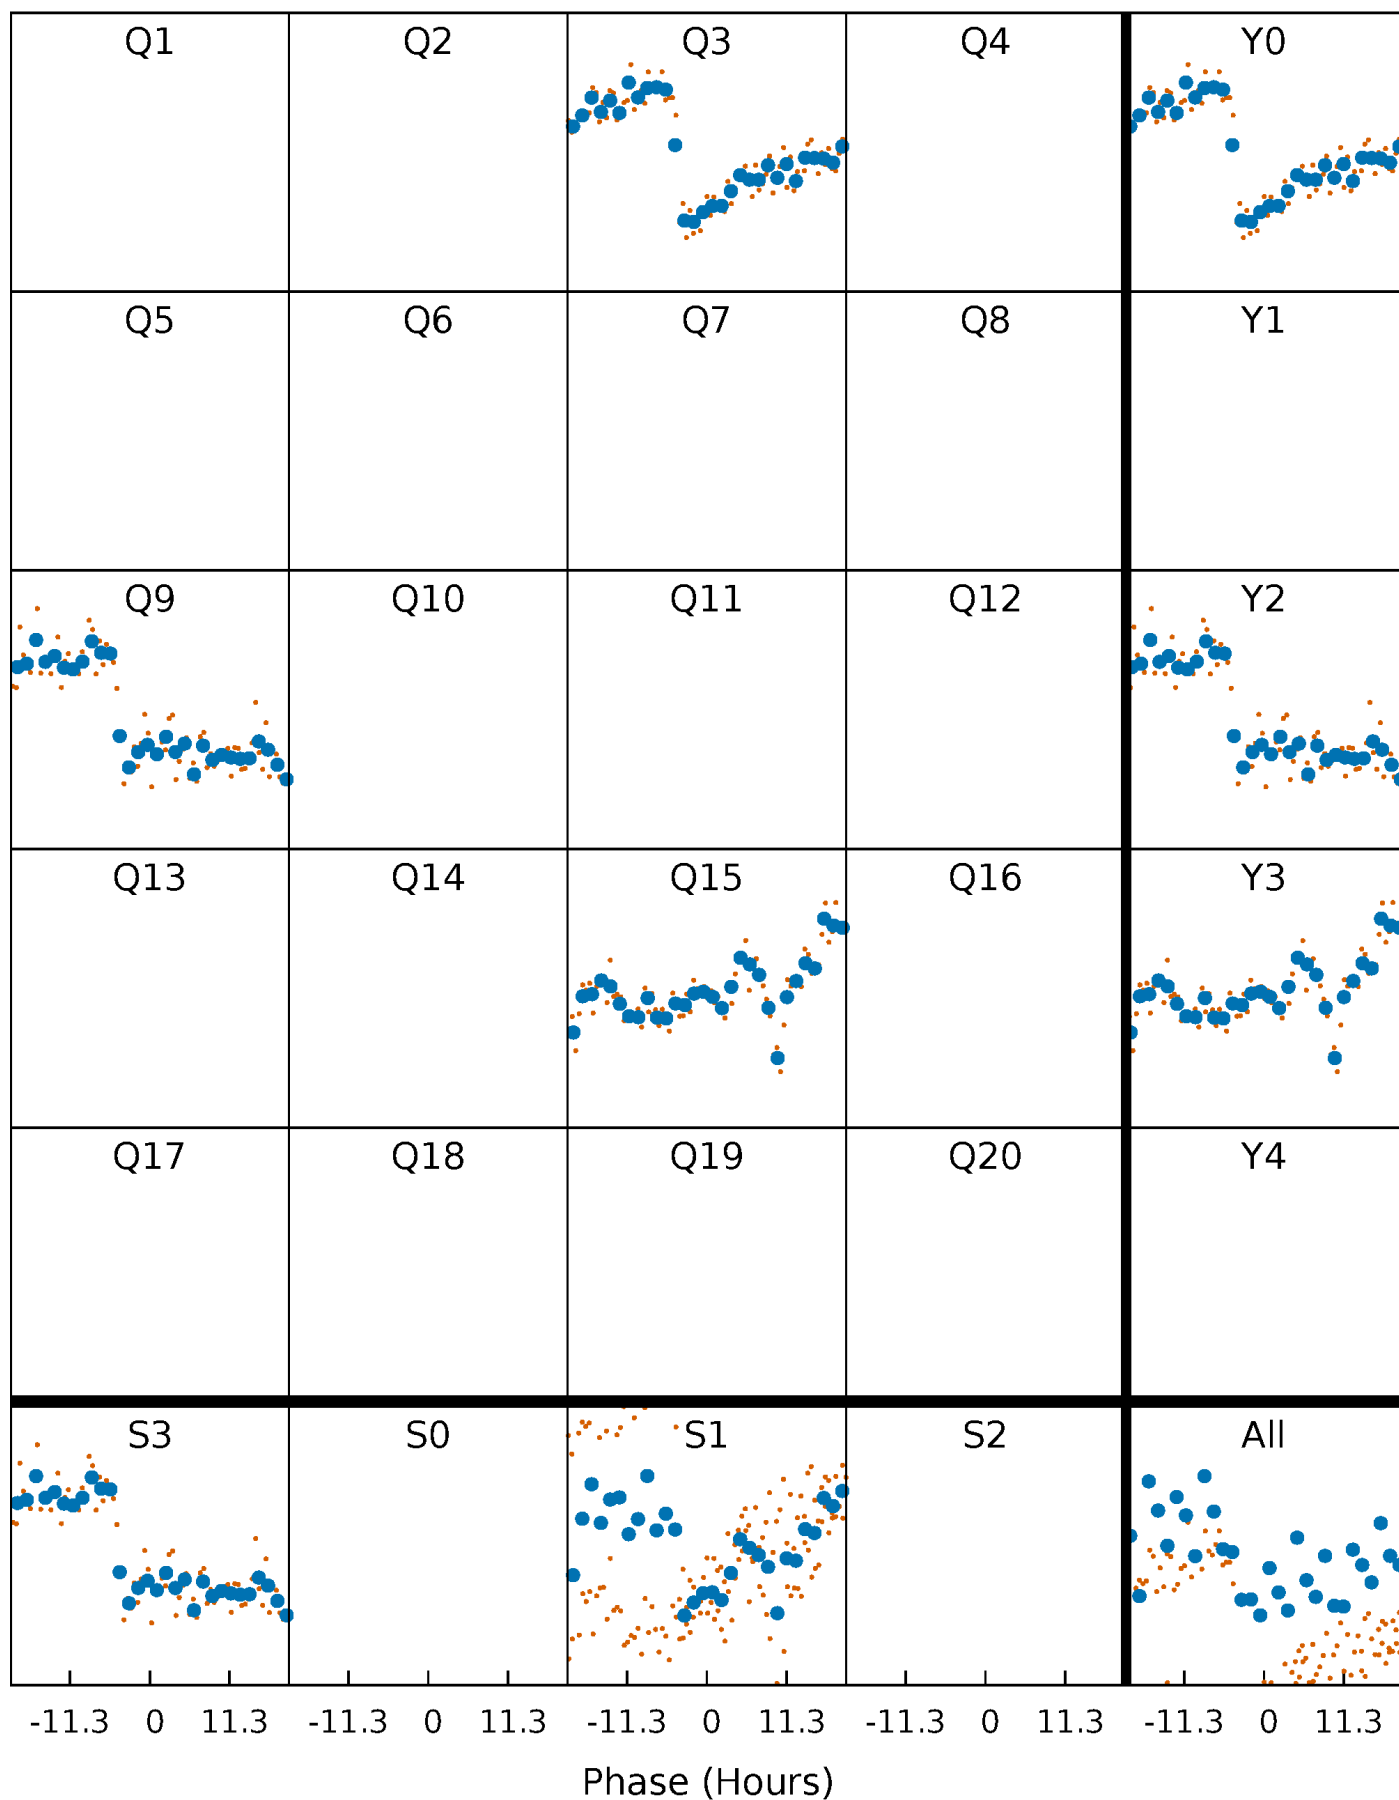 Q1 Q2 Q3 Q4 Y0
Q5 Q6 Q7 Q8 Y1
Q9 Q10 Q11 Q12 Y2
Q13 Q14 Q15 Q16 Y3
Q17 Q18 Q19 Q20 Y4
S3 S0 S1 S2 All
-11.3 0 11.3 -11.3 0 11.3 -11.3 0 11.3 -11.3 0 11.3 -11.3 0 11.3
Phase (Hours)